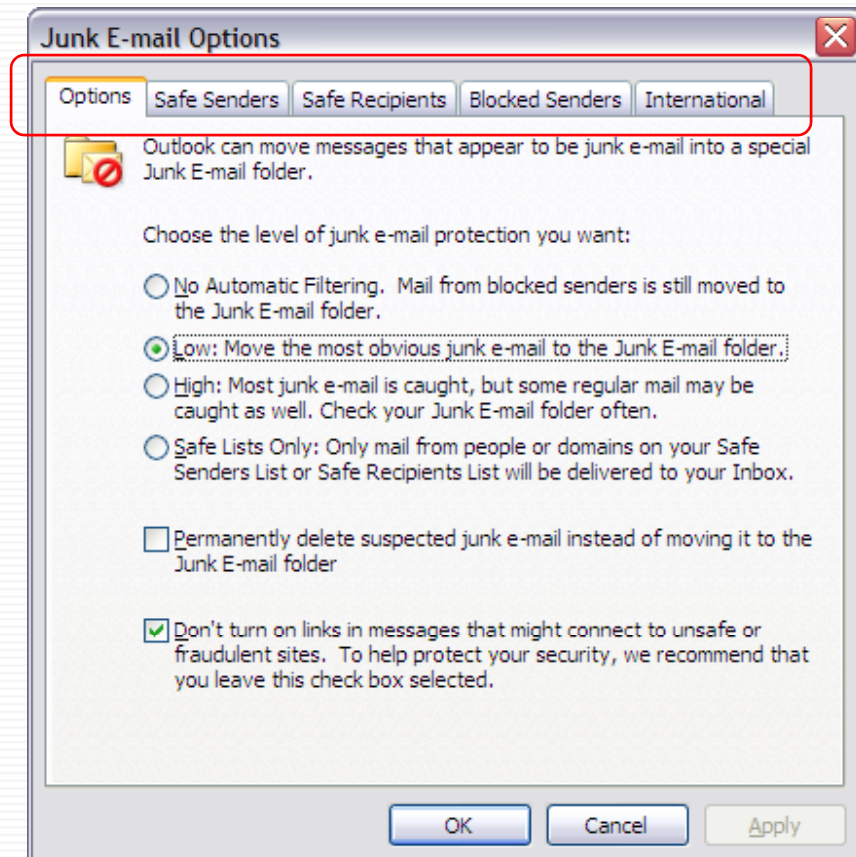 Junk E-mail Options
Options Safe Senders Safe Recipients Blocked Senders International
Outlook can move messages that appear to be junk e-mail into a special
Junk E-mail folder.
Choose the level of junk e-mail protection you want:
No Automatic Filtering.  Mail from blocked senders is still moved to
the Junk E-mail folder.
Low: Move the most obvious junk e-mail to the Junk E-mail folder.
High: Most junk e-mail is caught, but some regular mail may be
caught as well. Check your Junk E-mail folder often.
Safe Lists Only: Only mail from people or domains on your Safe
Senders List or Safe Recipients List will be delivered to your Inbox.
Permanently delete suspected junk e-mail instead of moving it to the
Junk E-mail folder
Don't turn on links in messages that might connect to unsafe or
fraudulent sites.  To help protect your security, we recommend that
you leave this check box selected.
OK Cancel Apply